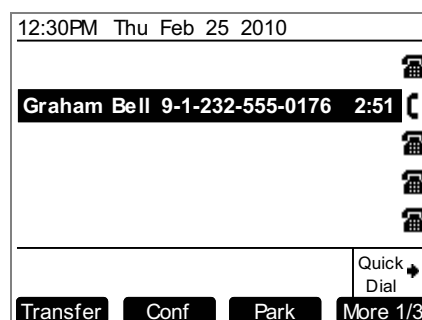 12:30PM Thu Feb 25 2010
Graham Bell 9-1-232-555-0176 2:51
Quick
Dial
Transfer Conf Park More 1/3